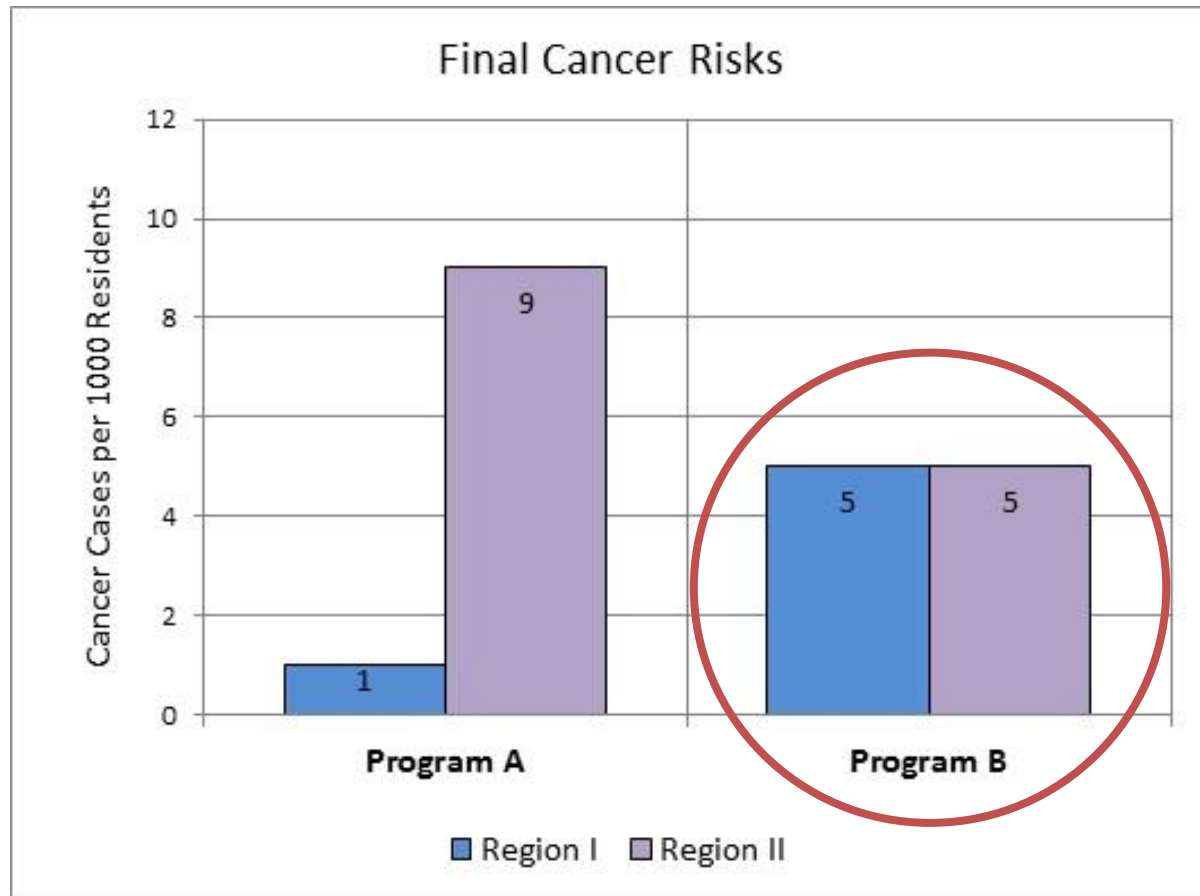 Final Cancer Risks
Cancer Cases per 1000 Residents
12
10
8
6
4
2
0
1
9
5
5
Program A
Program B
Region I
Region II